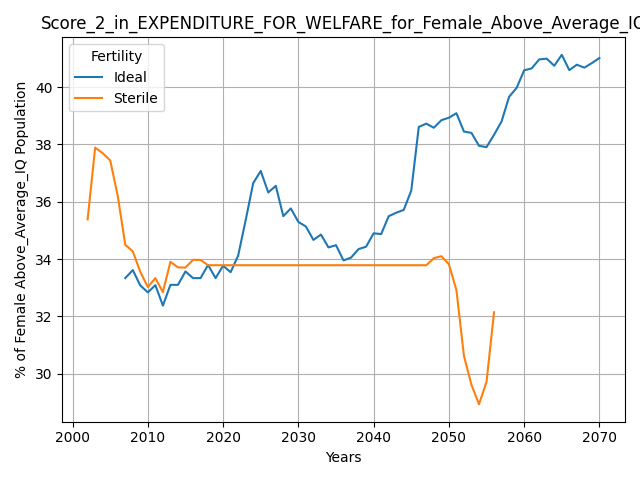 Score_2_in_EXPENDITURE_FOR_WELFARE_for_Female_Above_Average_IQ
Fertility
Ideal
Sterile
% of Female Above_Average_IQ Population
40
38
36
34
32
30
2000 2010 2020 2030 2040 2050 2060 2070
Years